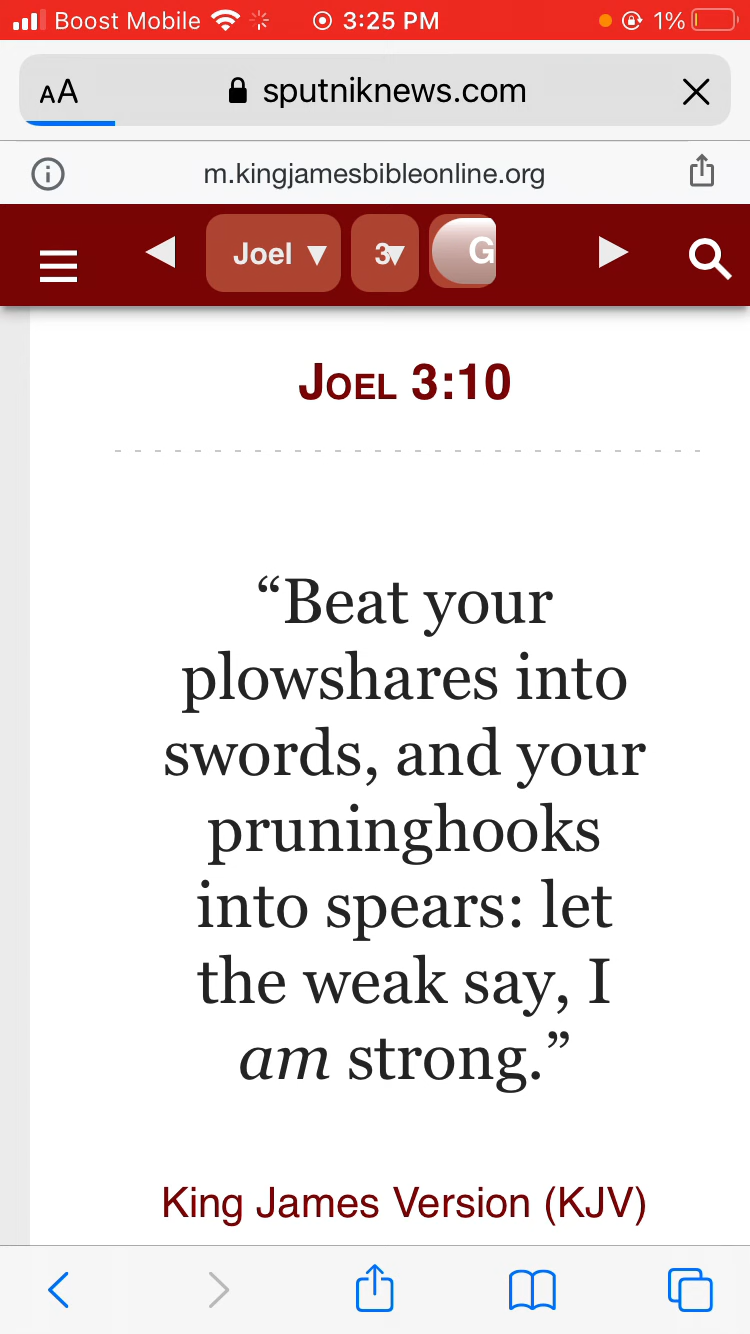 Boost Mobile 3:25 PM 1%
AA sputniknews.com
m.kingjamesbibleonline.org
Joel ▼ 3▼ G
JOEL 3:10
“Beat your
plowshares into
swords, and your
pruninghooks
into spears: let
the weak say, I
am strong.”
King James Version (KJV)